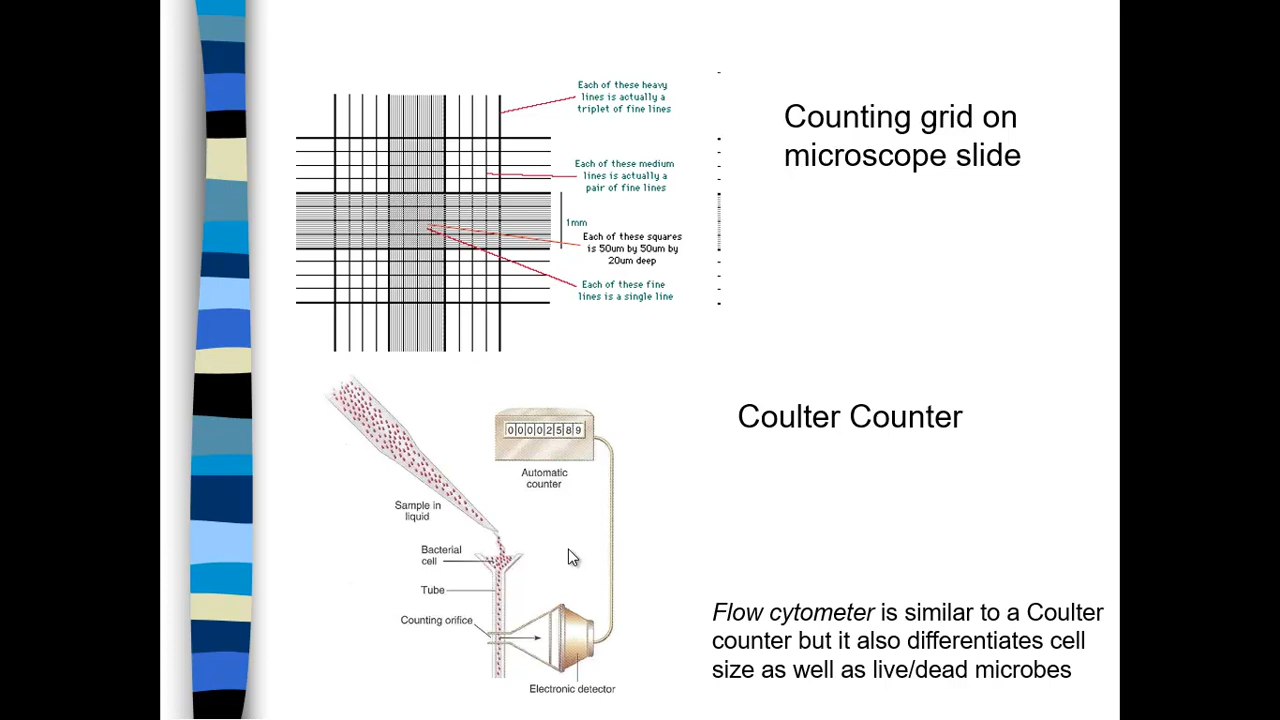 Each of these heavy
lines is actually a
triplet of fine lines
Counting grid on
microscope slide
Each of these medium
lines is actually a
pair of fine lines
1mm
Each of these squares
is 50um by 50um by
20um deep
Each of these fine
lines is a single line
Coulter Counter
00002589
Automatic
counter
Sample in
liquid
Bacterial
cell
Tube
Counting orifice
Electronic detector
Flow cytometer is similar to a Coulter
counter but it also differentiates cell
size as well as live/dead microbes